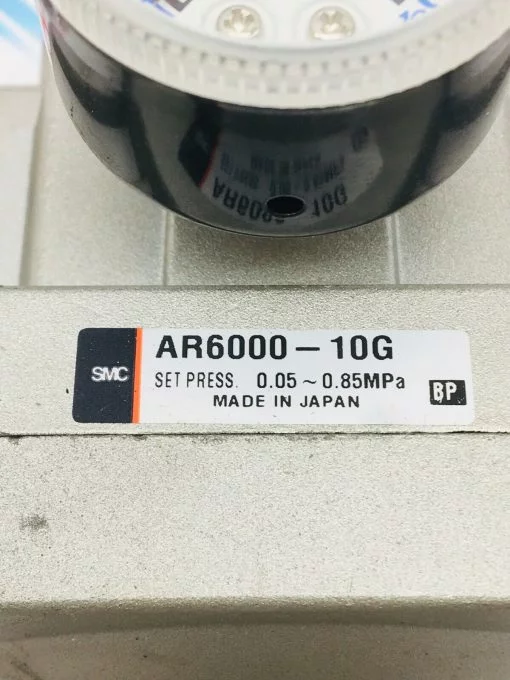 SMC
AR6000-10G
SET PRESS. 0.05~0.85MPa
MADE IN JAPAN
BP